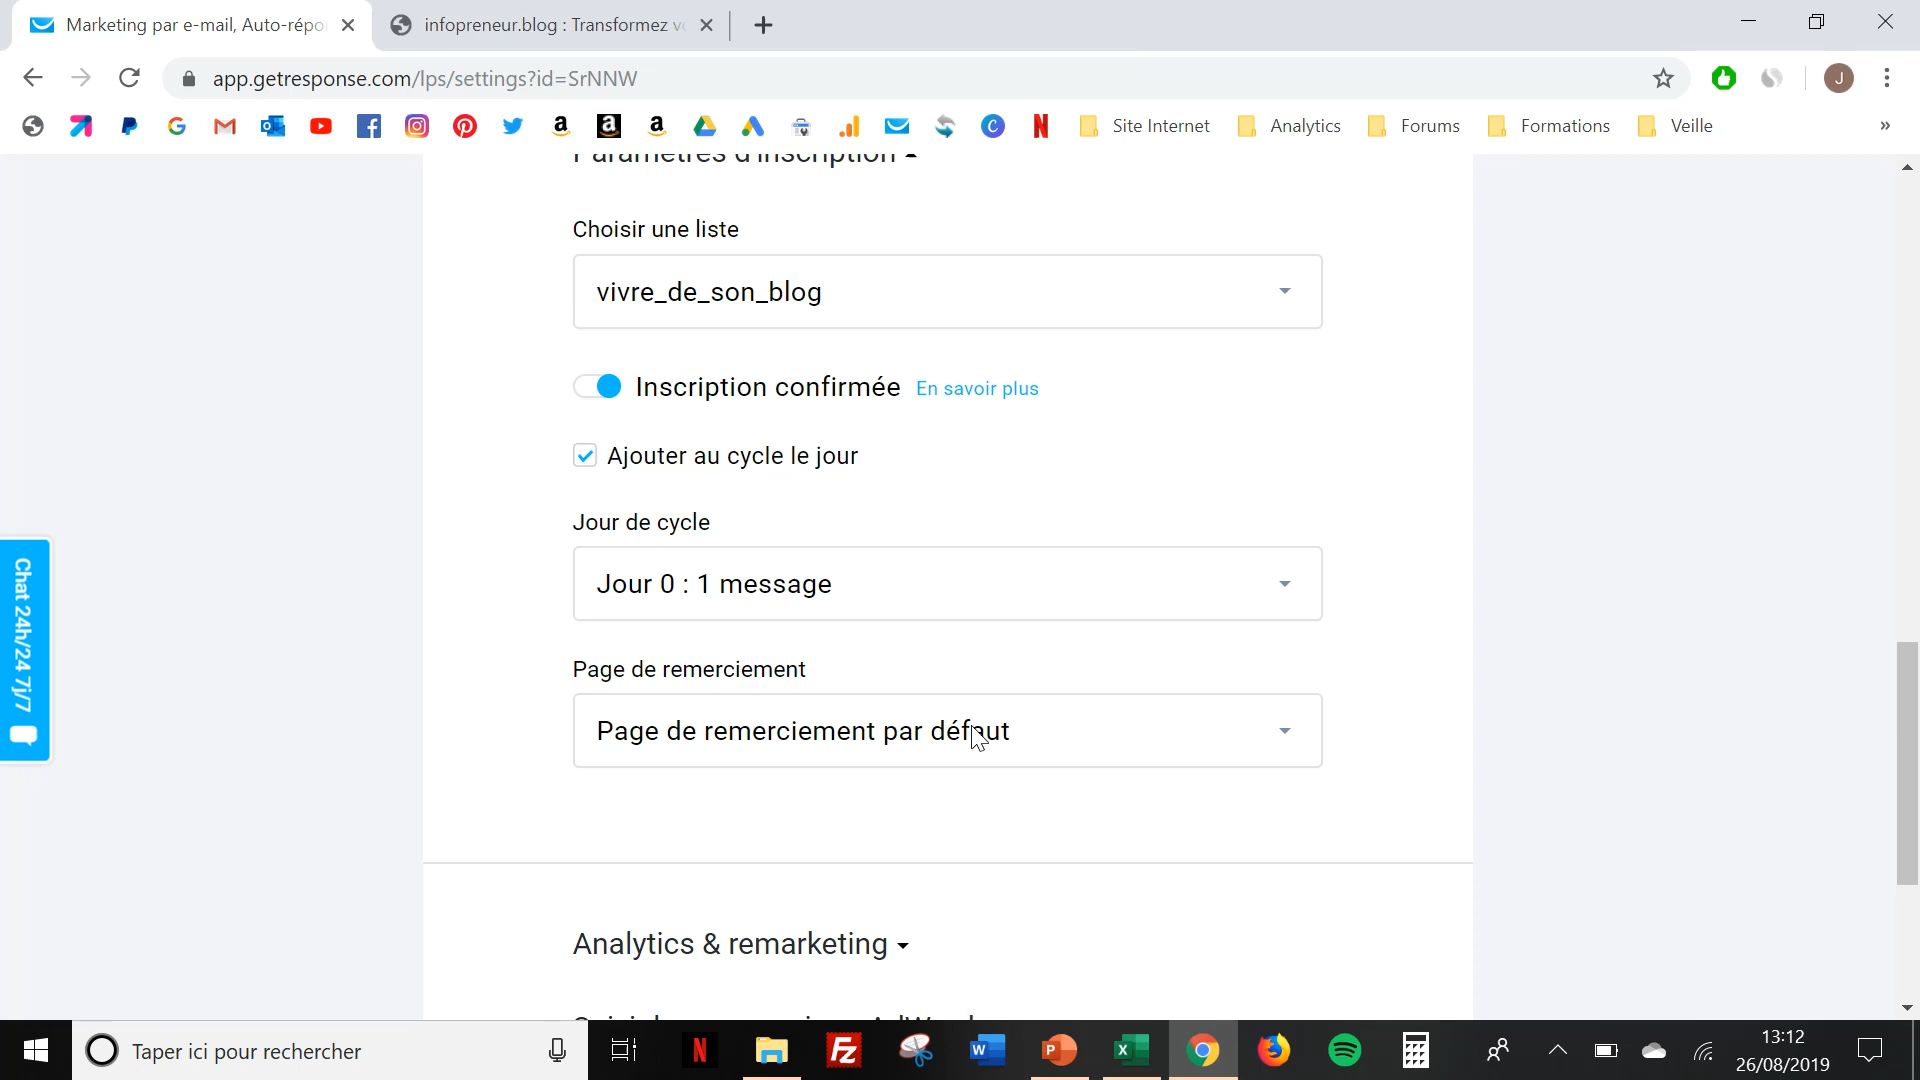 Marketing par e-mail, Auto-répo
infopreneur.blog : Transformez vo
app.getresponse.com/lps/settings?id=SrNNW
J
Site Internet
Analytics
Forums
Formations
Veille
»
Paramètres d'inscription
Choisir une liste
vivre_de_son_blog
Inscription confirmée En savoir plus
Ajouter au cycle le jour
Jour de cycle
Jour 0 : 1 message
Page de remerciement
Page de remerciement par défaut
Chat 24h/24 7j/7
Analytics & remarketing
Taper ici pour rechercher
13:12
26/08/2019